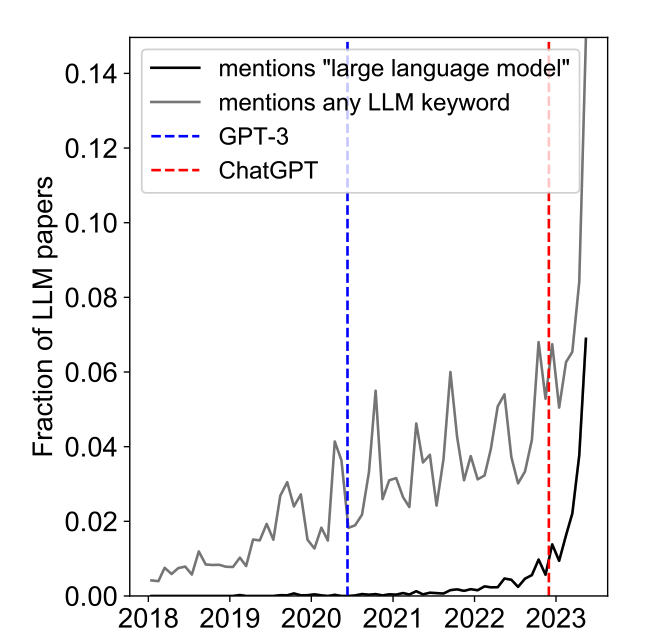 mentions "large language model"
mentions any LLM keyword
GPT-3
ChatGPT
Fraction of LLM papers
0.14
0.12
0.10
0.08
0.06
0.04
0.02
0.00
2018 2019 2020 2021 2022 2023